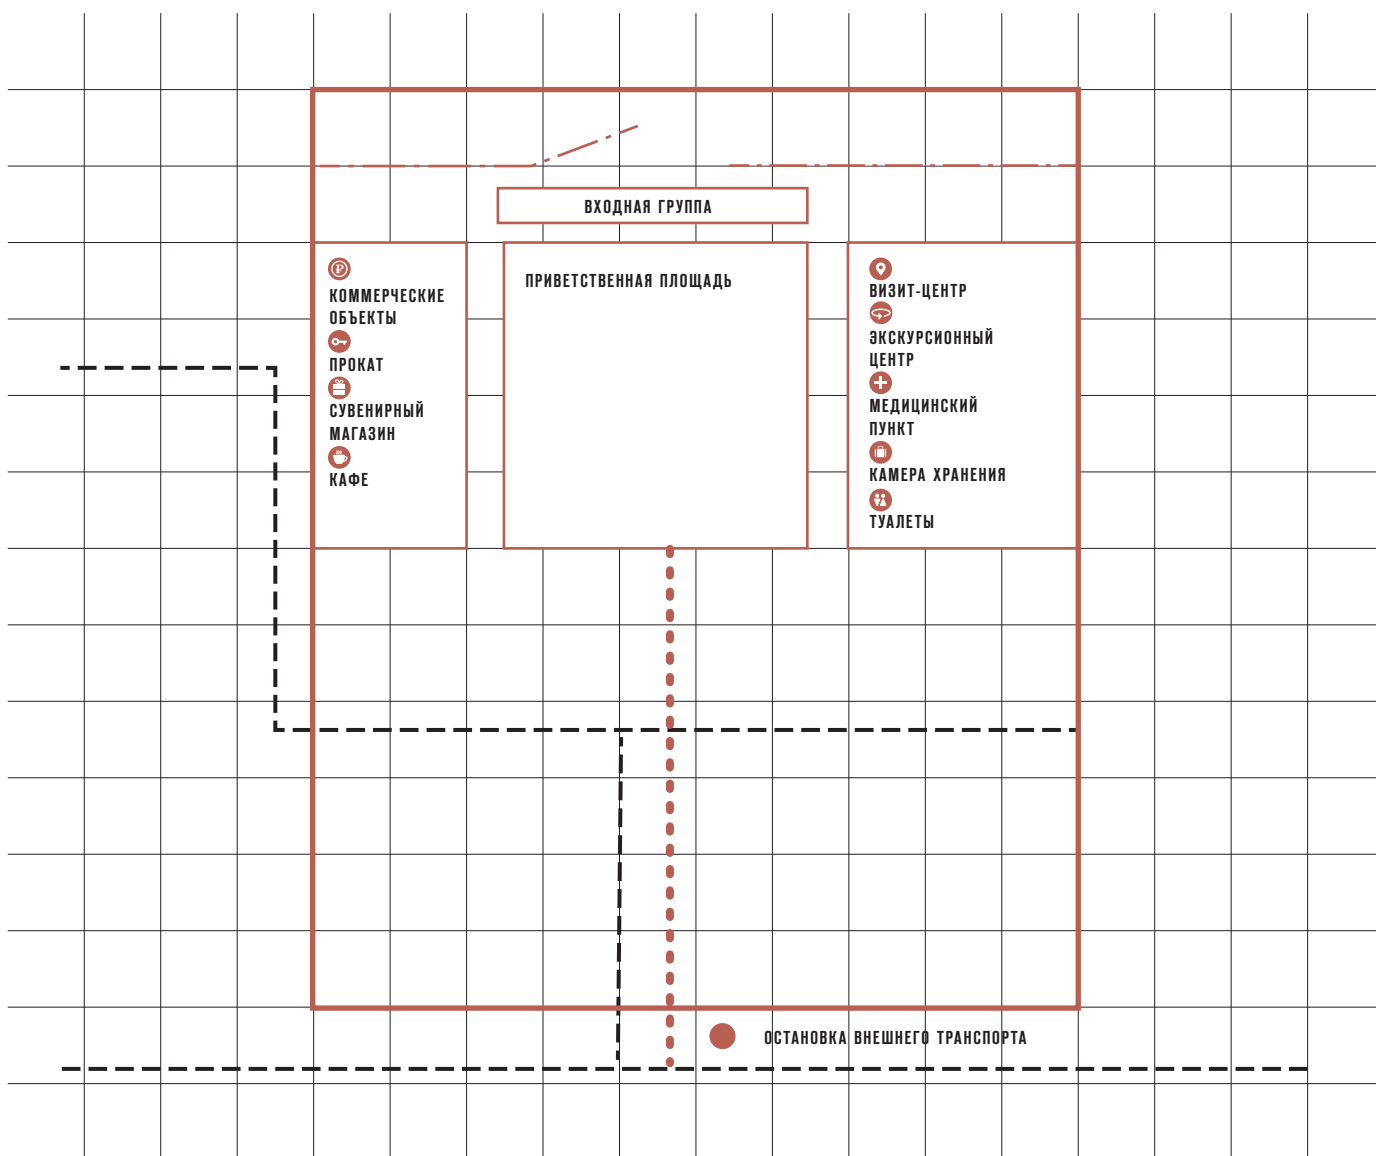 ВХОДНАЯ ГРУППА
КОММЕРЧЕСКИЕ
ОБЪЕКТЫ
ПРОКАТ
СУВЕНИРНЫЙ
МАГАЗИН
КАФЕ
ПРИВЕТСТВЕННАЯ ПЛОЩАДЬ
ВИЗИТ-ЦЕНТР
ЭКСКУРСИОННЫЙ
ЦЕНТР
МЕДИЦИНСКИЙ
ПУНКТ
КАМЕРА ХРАНЕНИЯ
ТУАЛЕТЫ
ОСТАНОВКА ВНЕШНЕГО ТРАНСПОРТА